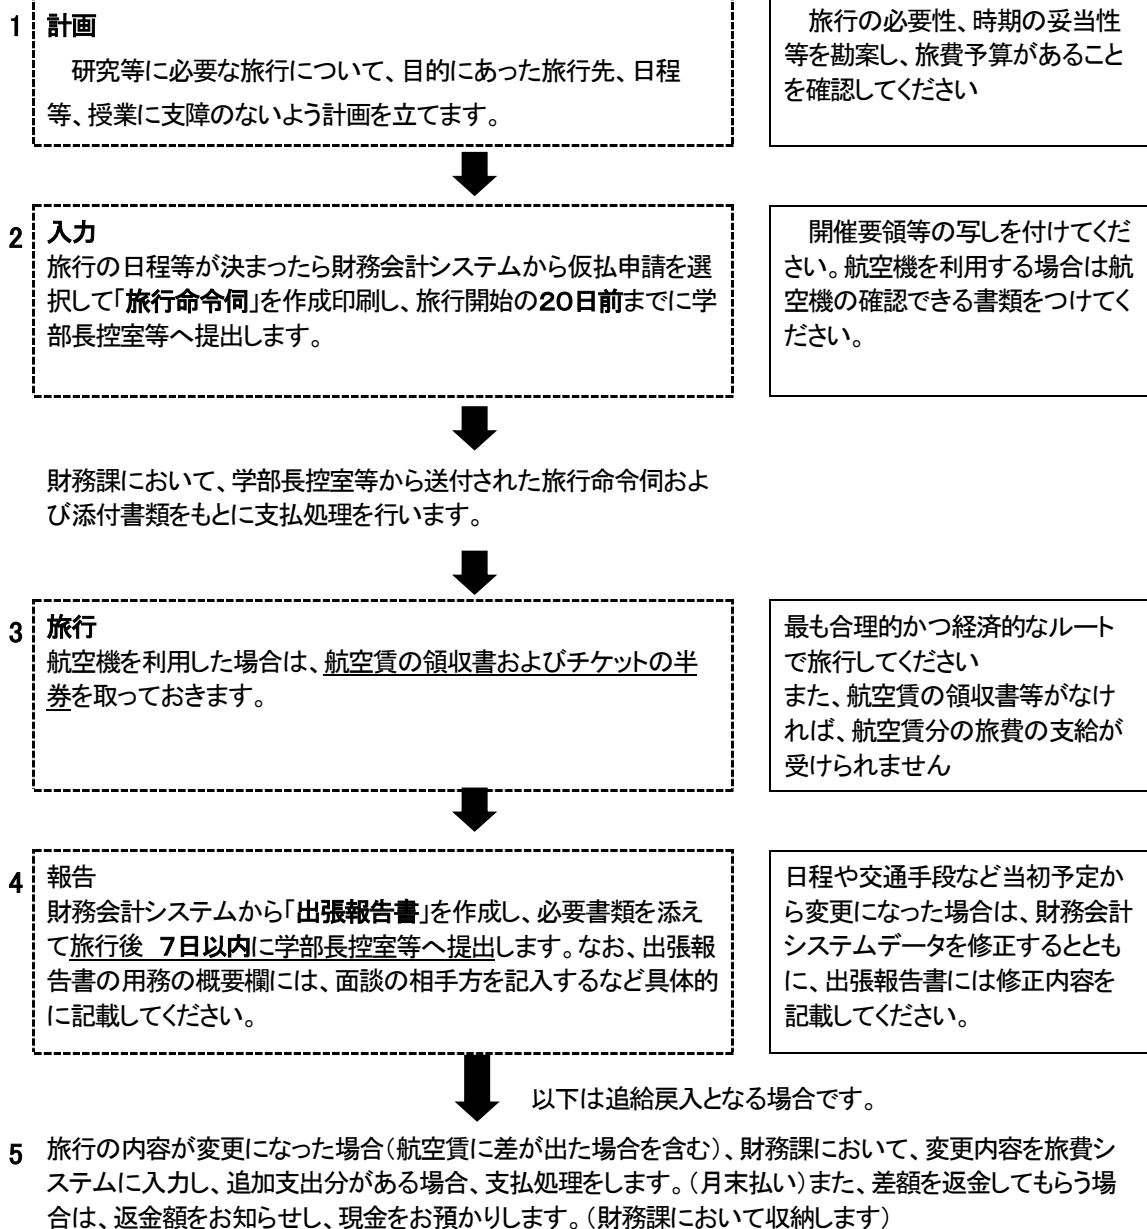 1 計画
研究等に必要な旅行について、目的にあった旅行先、日程
等、授業に支障のないよう計画を立てます。
旅行の必要性、時期の妥当性
等を勘案し、旅費予算があること
を確認してください
2 入力
旅行の日程等が決まったら財務会計システムから仮払申請を選
択して「旅行命令伺」を作成印刷し、旅行開始の20日前までに学
部長控室等へ提出します。
開催要領等の写しを付けてくだ
さい。航空機を利用する場合は航
空機の確認できる書類をつけてく
ださい。
財務課において、学部長控室等から送付された旅行命令伺およ
び添付書類をもとに支払処理を行います。
3 旅行
航空機を利用した場合は、航空賃の領収書およびチケットの半
券を取っておきます。
最も合理的かつ経済的なルート
で旅行してください
また、航空賃の領収書等がなけ
れば、航空賃分の旅費の支給が
受けられません
4 報告
財務会計システムから「出張報告書」を作成し、必要書類を添え
て旅行後 7日以内に学部長控室等へ提出します。なお、出張報
告書の用務の概要欄には、面談の相手方を記入するなど具体的
に記載してください。
日程や交通手段など当初予定か
ら変更になった場合は、財務会計
システムデータを修正するととも
に、出張報告書には修正内容を
記載してください。
以下は追給戻入となる場合です。
5 旅行の内容が変更になった場合(航空賃に差が出た場合を含む)、財務課において、変更内容を旅費シ
ステムに入力し、追加支出分がある場合、支払処理をします。(月末払い)また、差額を返金してもらう場
合は、返金額をお知らせし、現金をお預かりします。(財務課において収納します)